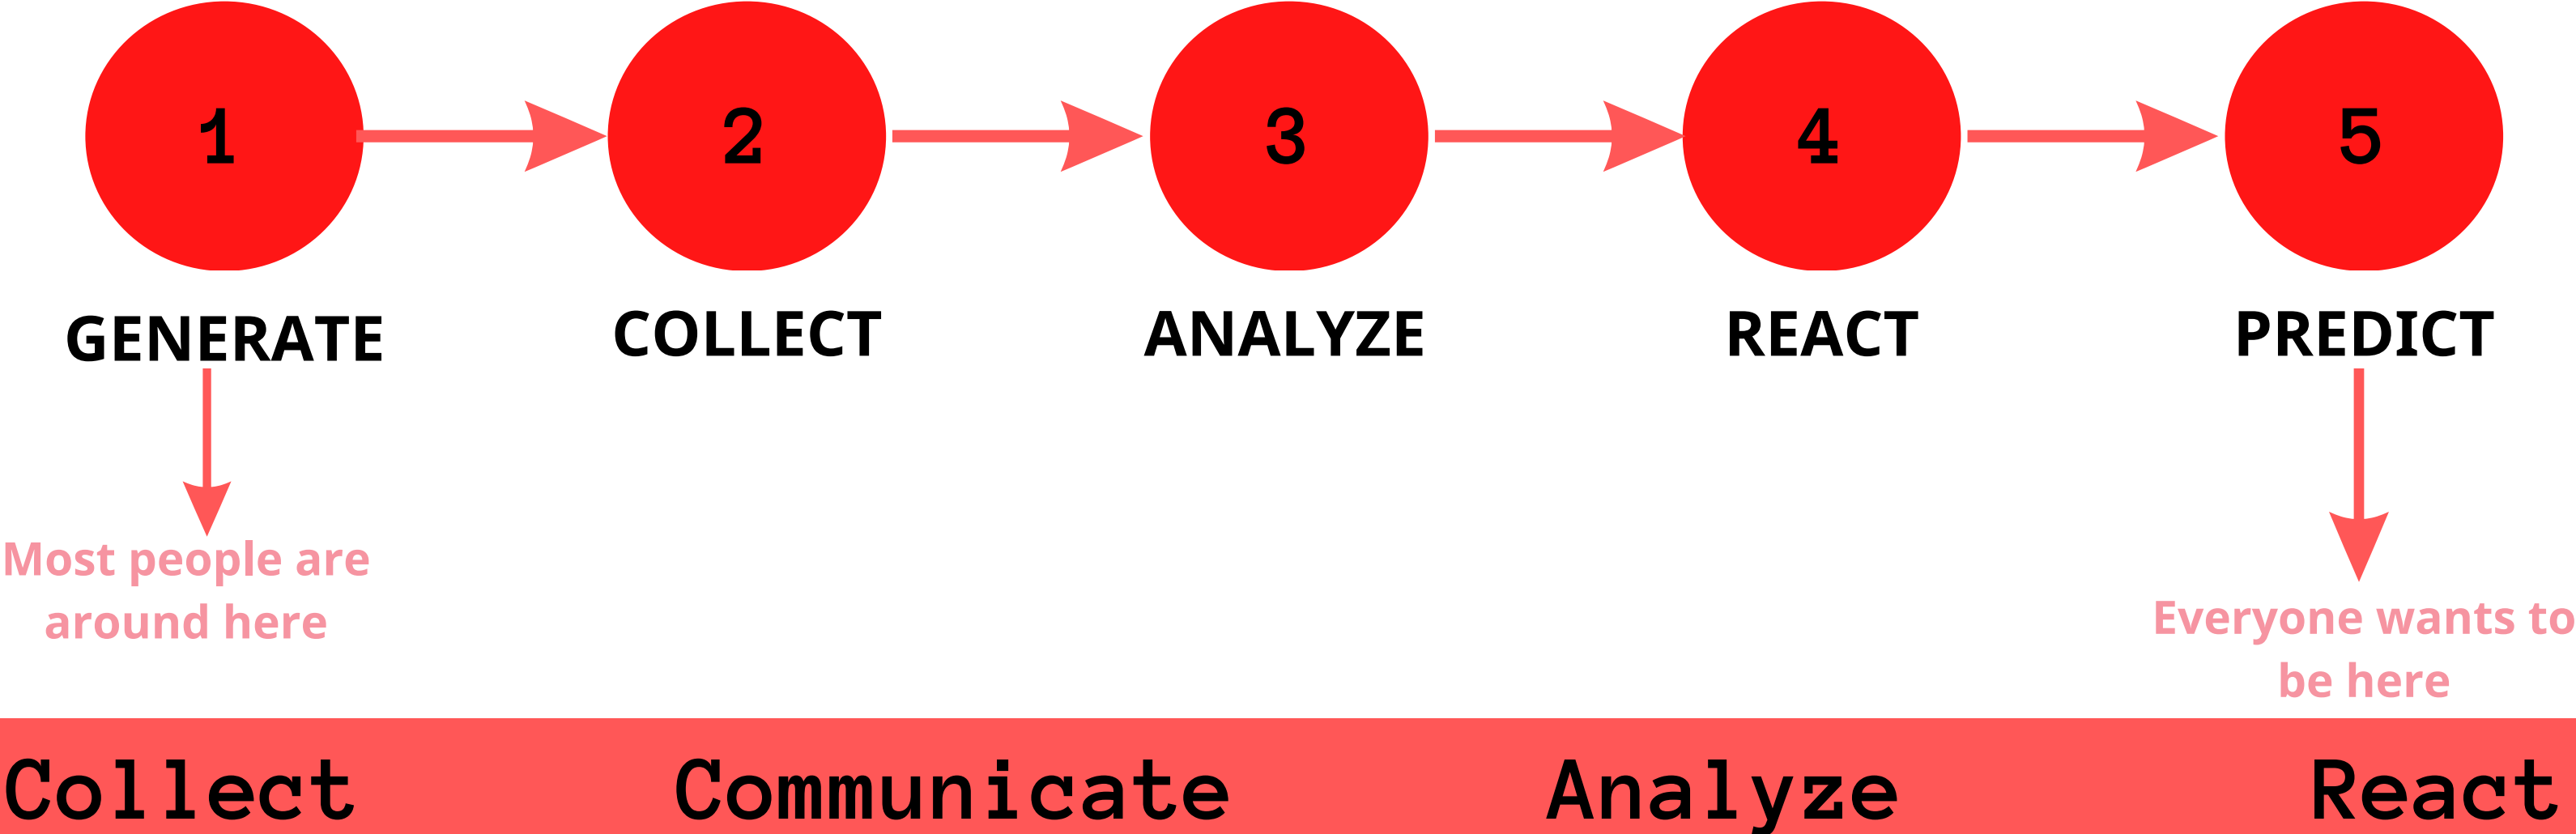 1
2
3
4
5
GENERATE
COLLECT
ANALYZE
REACT
PREDICT
Most people are
around here
Everyone wants to
be here
Collect
Communicate
Analyze
React